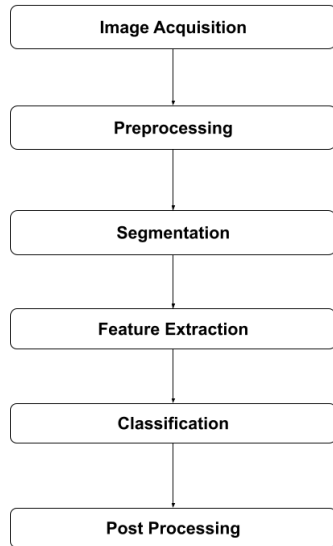 Image Acquisition
Preprocessing
Segmentation
Feature Extraction
Classification
Post Processing